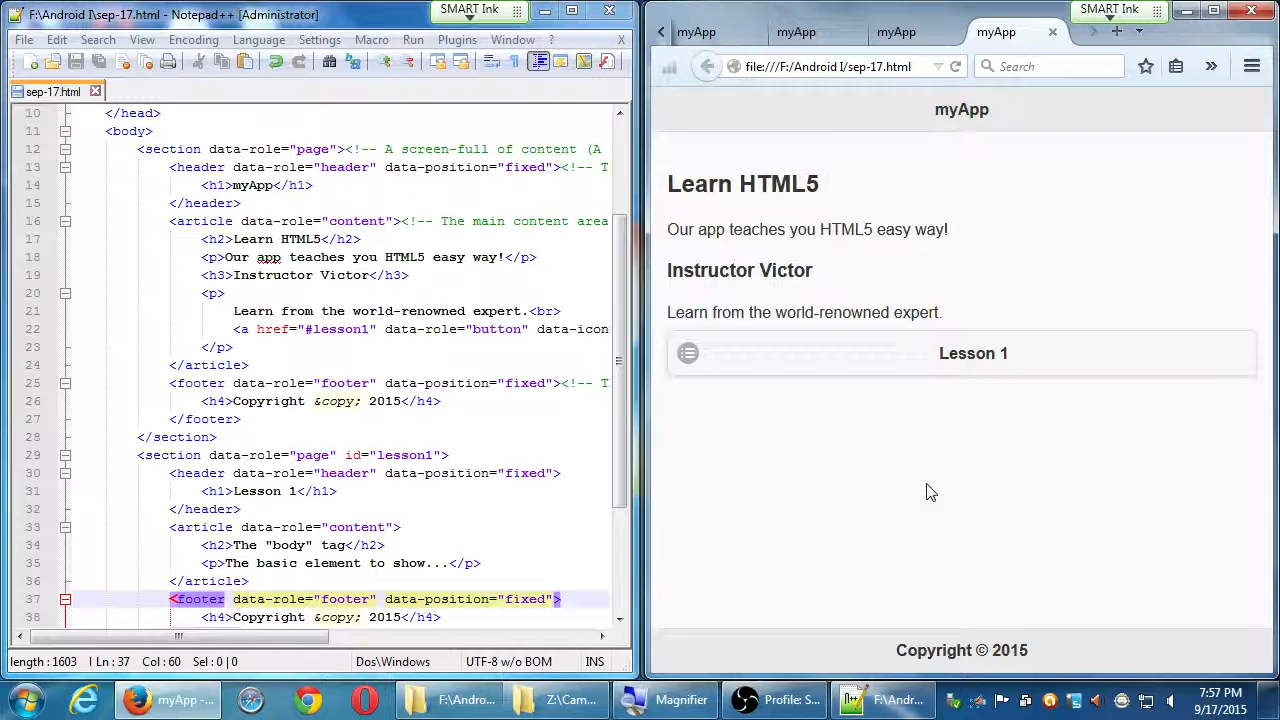 F:\Android I\sep-17.html - Notepad++ [Administrator]
SMART Ink
File Edit Search View Encoding Language Settings Macro Run Plugins Window ? X
sep-17.html
10 </head>
11 <body>
12 <section data-role="page"><!-- A screen-full of content (A
13 <header data-role="header" data-position="fixed"><!-- T
14 <h1>myApp</h1>
15 </header>
16 <article data-role="content"><!-- The main content area
17 <h2>Learn HTML5</h2>
18 <p>Our app teaches you HTML5 easy way!</p>
19 <h3>Instructor Victor</h3>
20 <p>
21 Learn from the world-renowned expert.<br>
22 <a href="#lesson1" data-role="button" data-icon
23 </p>
24 </article>
25 <footer data-role="footer" data-position="fixed"><!-- T
26 <h4>Copyright &copy; 2015</h4>
27 </footer>
28 </section>
29 <section data-role="page" id="lesson1">
30 <header data-role="header" data-position="fixed">
31 <h1>Lesson 1</h1>
32 </header>
33 <article data-role="content">
34 <h2>The "body" tag</h2>
35 <p>The basic element to show...</p>
36 </article>
37 <footer data-role="footer" data-position="fixed">
38 <h4>Copyright &copy; 2015</h4>
length : 1603 l Ln : 37 Col : 60 Sel : 0 | 0 Dos\Windows UTF-8 w/o BOM INS
SMART Ink
myApp myApp myApp myApp
file:///F:/Android I/sep-17.html Search
myApp
Learn HTML5
Our app teaches you HTML5 easy way!
Instructor Victor
Learn from the world-renowned expert.
Lesson 1
Copyright © 2015
myApp -... F:\Andro... Z:\Cam... Magnifier Profile: S... F:\Andr...
7:57 PM
9/17/2015